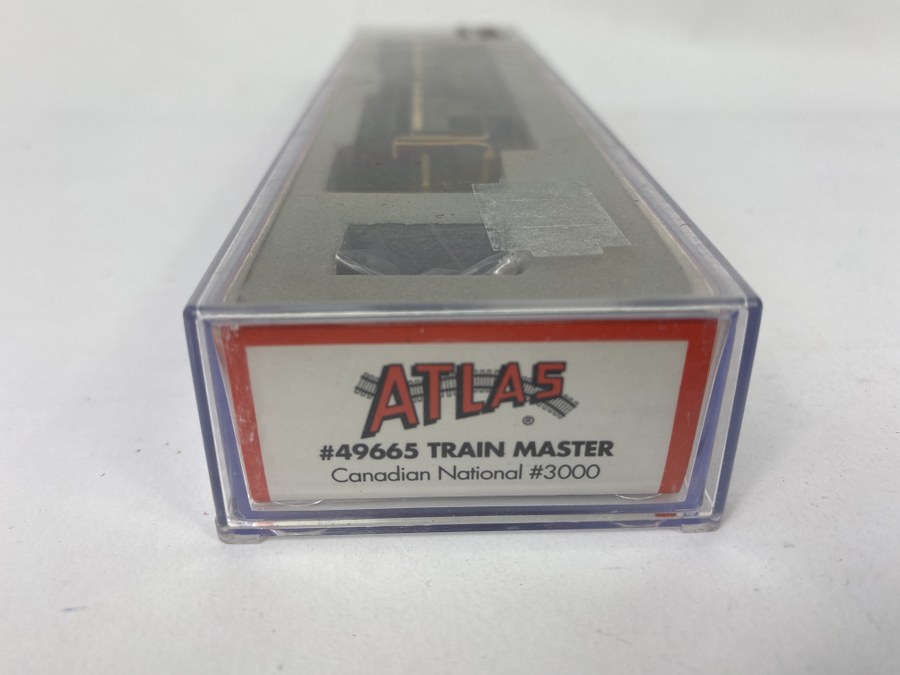 ATLAS®
#49665 TRAIN MASTER
Canadian National #3000